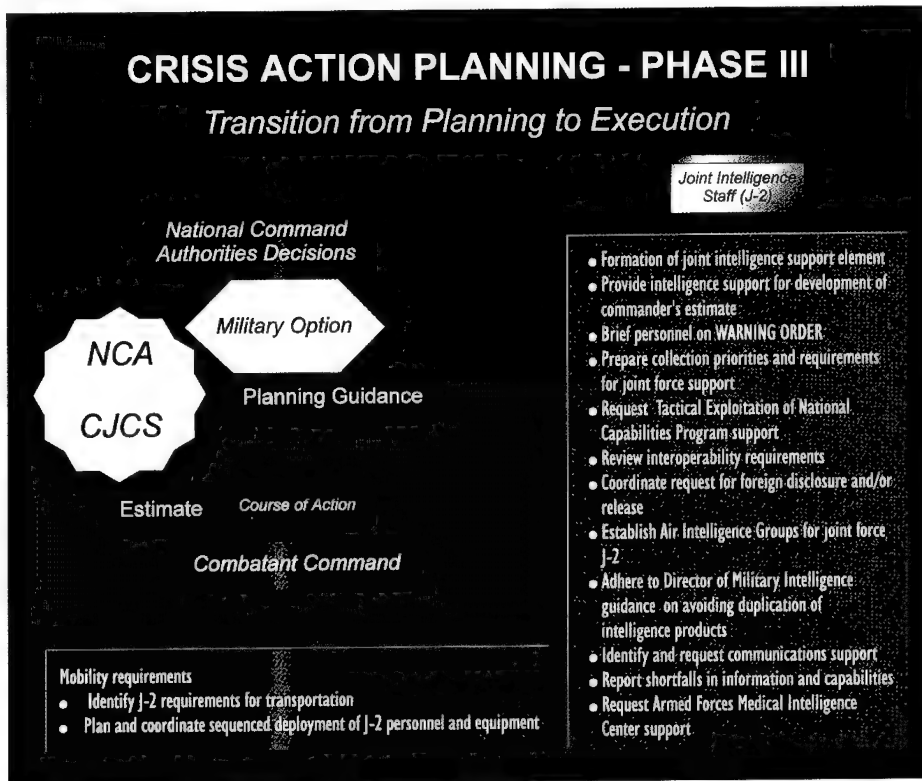 CRISIS ACTION PLANNING - PHASE III
Transition from Planning to Execution
Joint Intelligence
Staff (J-2)
National Command
Authorities Decisions
Military Option
NCA
CJCS
Planning Guidance
Estimate
Course of Action
Combatant Command
● Formation of joint intelligence support element
● Provide intelligence support for development of
commander's estimate
● Brief personnel on WARNING ORDER
● Prepare collection priorities and requirements
for joint force support
● Request Tactical Exploitation of National
Capabilities Program support
● Review interoperability requirements
● Coordinate request for foreign disclosure and/or
release
● Establish Air Intelligence Groups for joint force
J-2
● Adhere to Director of Military Intelligence
guidance on avoiding duplication of
intelligence products
● Identify and request communications support
● Report shortfalls in information and capabilities
● Request Armed Forces Medical Intelligence
Center support
Mobility requirements
● Identify J-2 requirements for transportation
● Plan and coordinate sequenced deployment of J-2 personnel and equipment